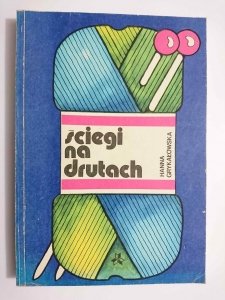 ściegi
na
drutach
HANNA
GRYKAŁOWSKA